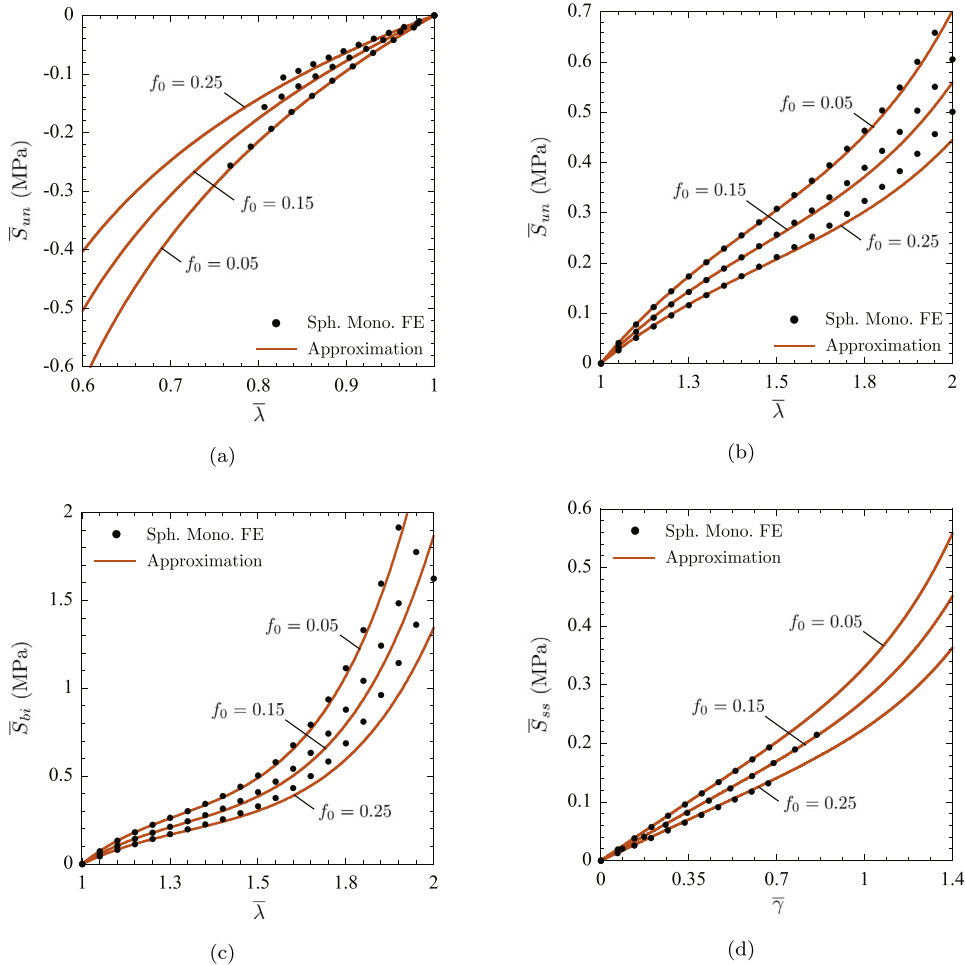 0
-0.1
-0.2
-0.3
-0.4
-0.5
-0.6
0.6
0.7
0.8
0.9
1
S̅un (MPa)
λ̅
f0 = 0.25
f0 = 0.15
f0 = 0.05
Sph. Mono. FE
Approximation
(a)
0.7
0.6
0.5
0.4
0.3
0.2
0.1
0
1
1.3
1.5
1.8
2
S̅un (MPa)
λ̅
f0 = 0.05
f0 = 0.15
f0 = 0.25
Sph. Mono. FE
Approximation
(b)
2
1.5
1
0.5
0
1
1.3
1.5
1.8
2
S̅bi (MPa)
λ̅
Sph. Mono. FE
Approximation
f0 = 0.05
f0 = 0.15
f0 = 0.25
(c)
0.6
0.5
0.4
0.3
0.2
0.1
0
0
0.35
0.7
1
1.4
S̅ss (MPa)
γ̅
Sph. Mono. FE
Approximation
f0 = 0.05
f0 = 0.15
f0 = 0.25
(d)